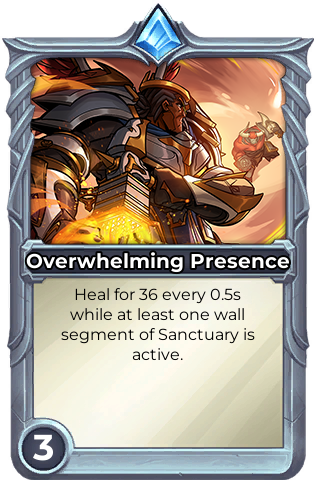 Overwhelming Presence
Heal for 36 every 0.5s
while at least one wall
segment of Sanctuary is
active.
3